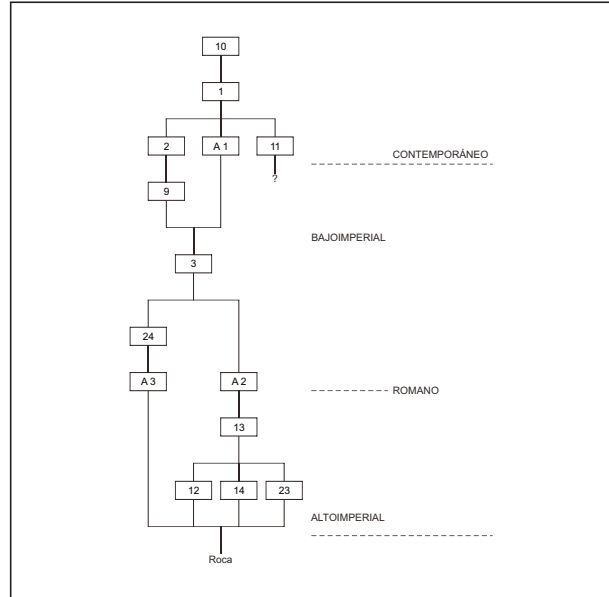 10
1
2 A 1 11
CONTEMPORÁNEO
?
9
BAJOIMPERIAL
3
24
A 3 A 2
ROMANO
13
12 14 23
ALTOIMPERIAL
Roca